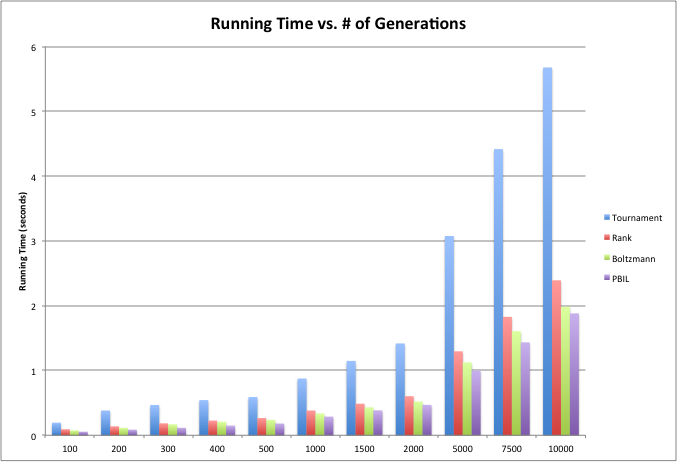 Running Time vs. # of Generations
6
5
4
3
2
1
0
Running Time (seconds)
100 200 300 400 500 1000 1500 2000 5000 7500 10000
Tournament
Rank
Boltzmann
PBIL